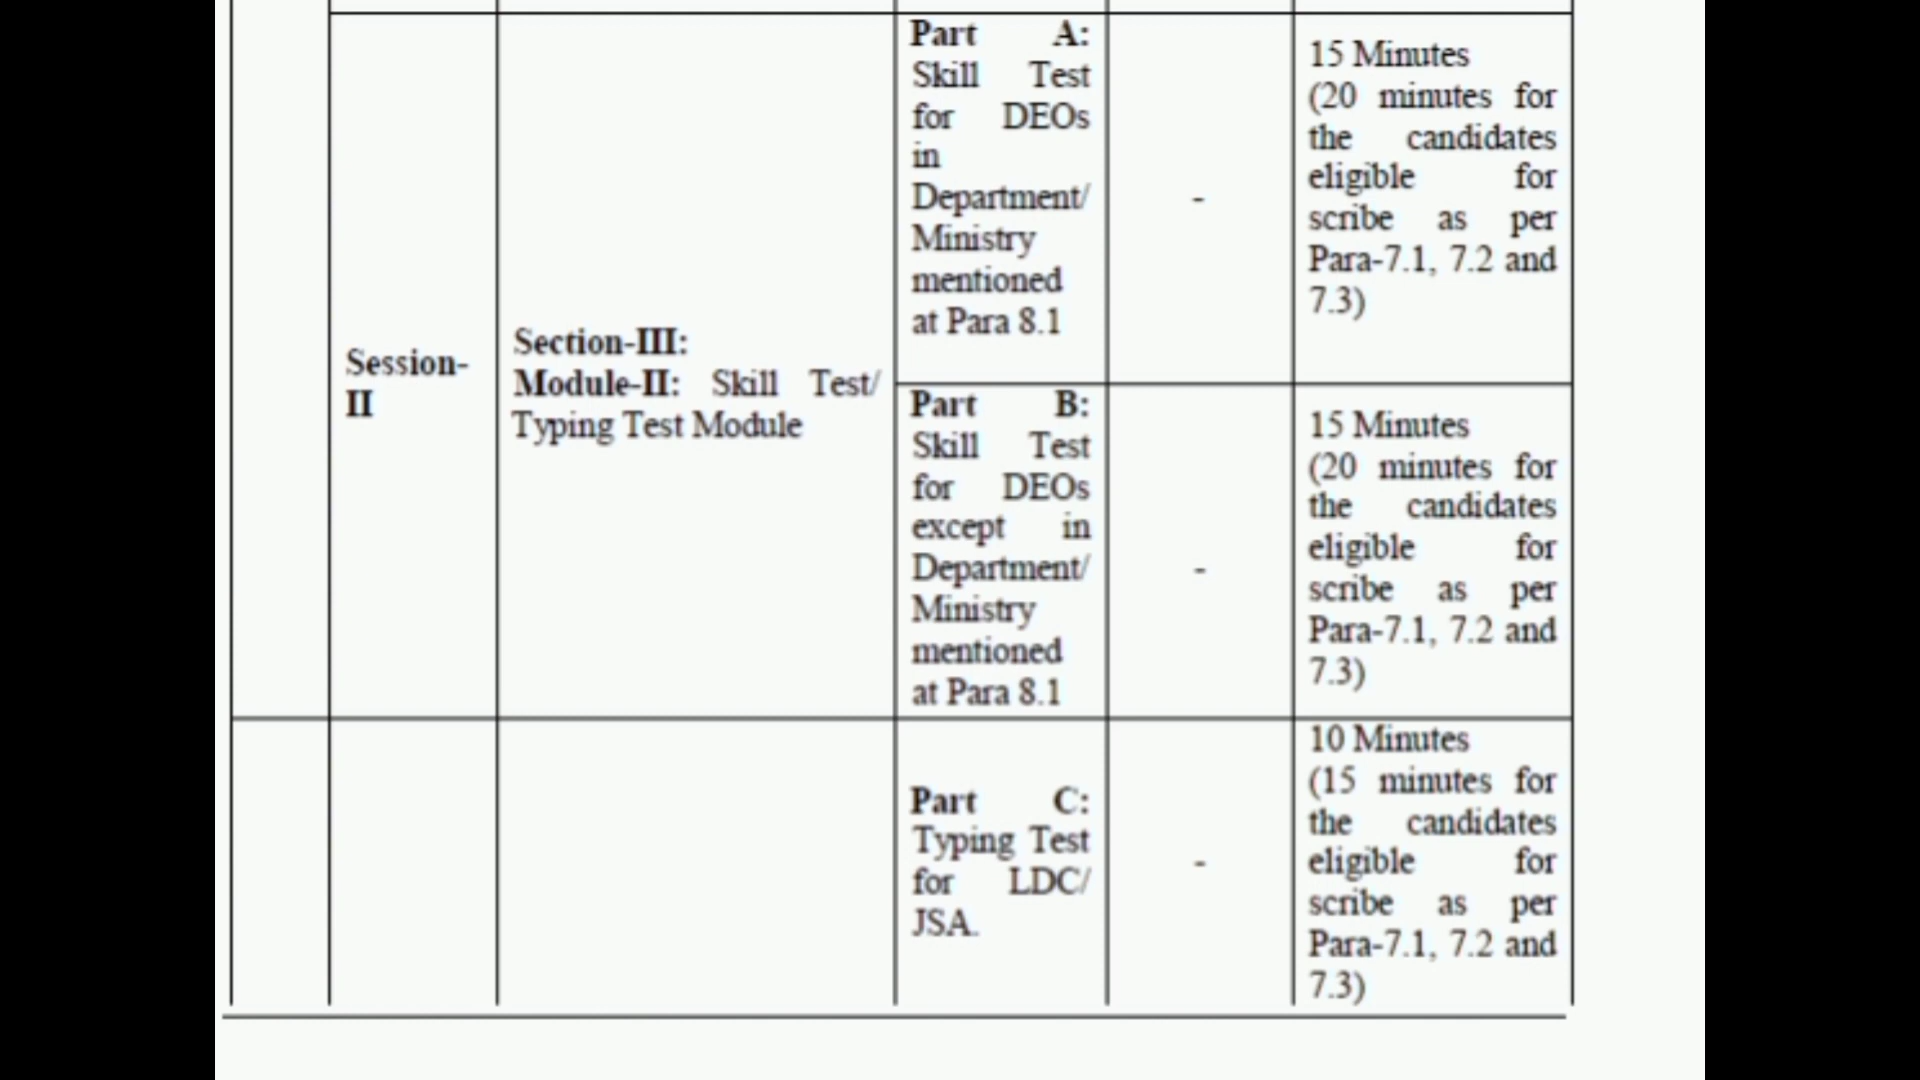 Session-
II
Section-III:
Module-II: Skill Test/
Typing Test Module
Part A:
Skill Test
for DEOs
in
Department/
Ministry
mentioned
at Para 8.1
-
15 Minutes
(20 minutes for
the candidates
eligible for
scribe as per
Para-7.1, 7.2 and
7.3)
Part B:
Skill Test
for DEOs
except in
Department/
Ministry
mentioned
at Para 8.1
-
15 Minutes
(20 minutes for
the candidates
eligible for
scribe as per
Para-7.1, 7.2 and
7.3)
Part C:
Typing Test
for LDC/
JSA.
-
10 Minutes
(15 minutes for
the candidates
eligible for
scribe as per
Para-7.1, 7.2 and
7.3)